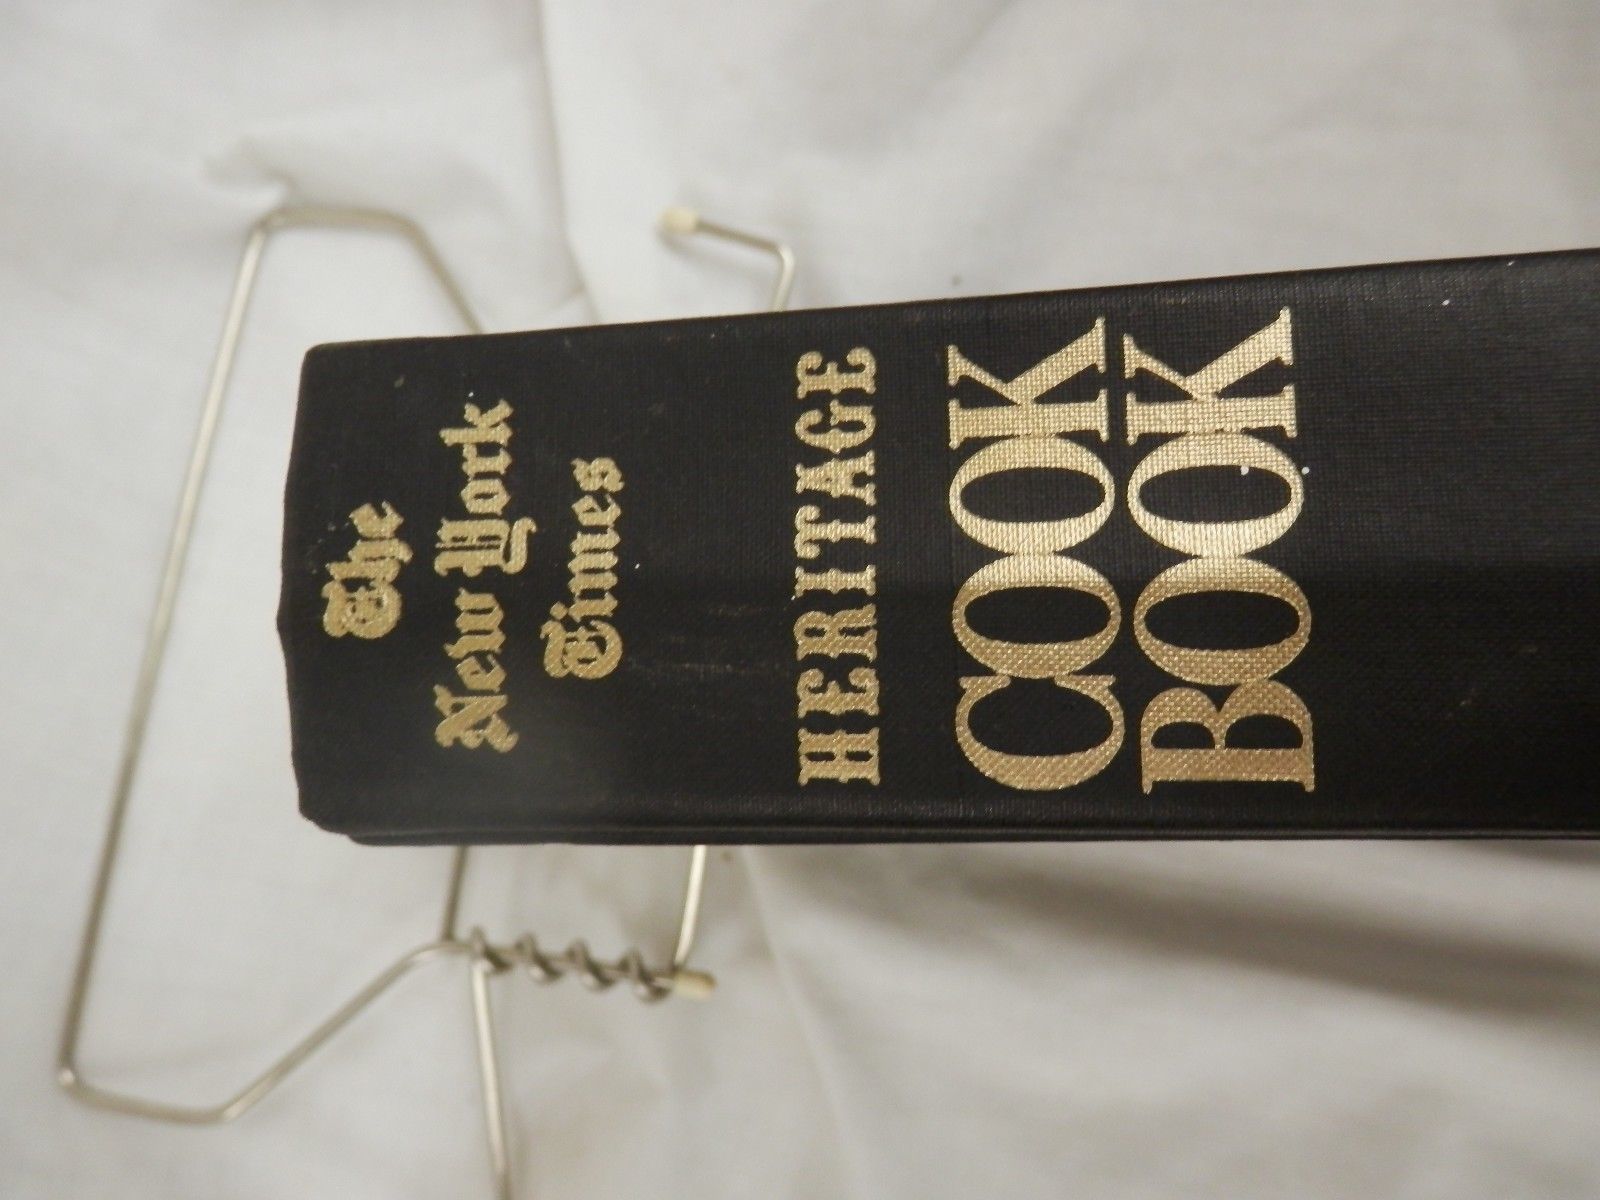 The
New York
Times
HERITAGE
COOK
BOOK